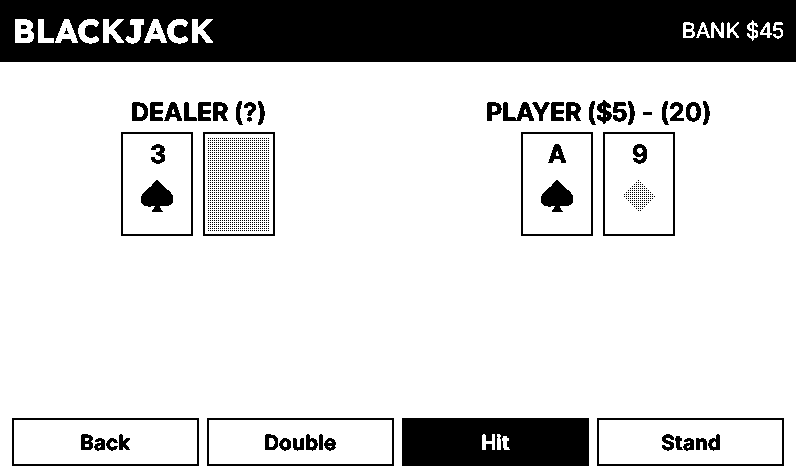 BLACKJACK
BANK $45
DEALER (?)
PLAYER ($5) - (20)
3
A
9
Back
Double
Hit
Stand